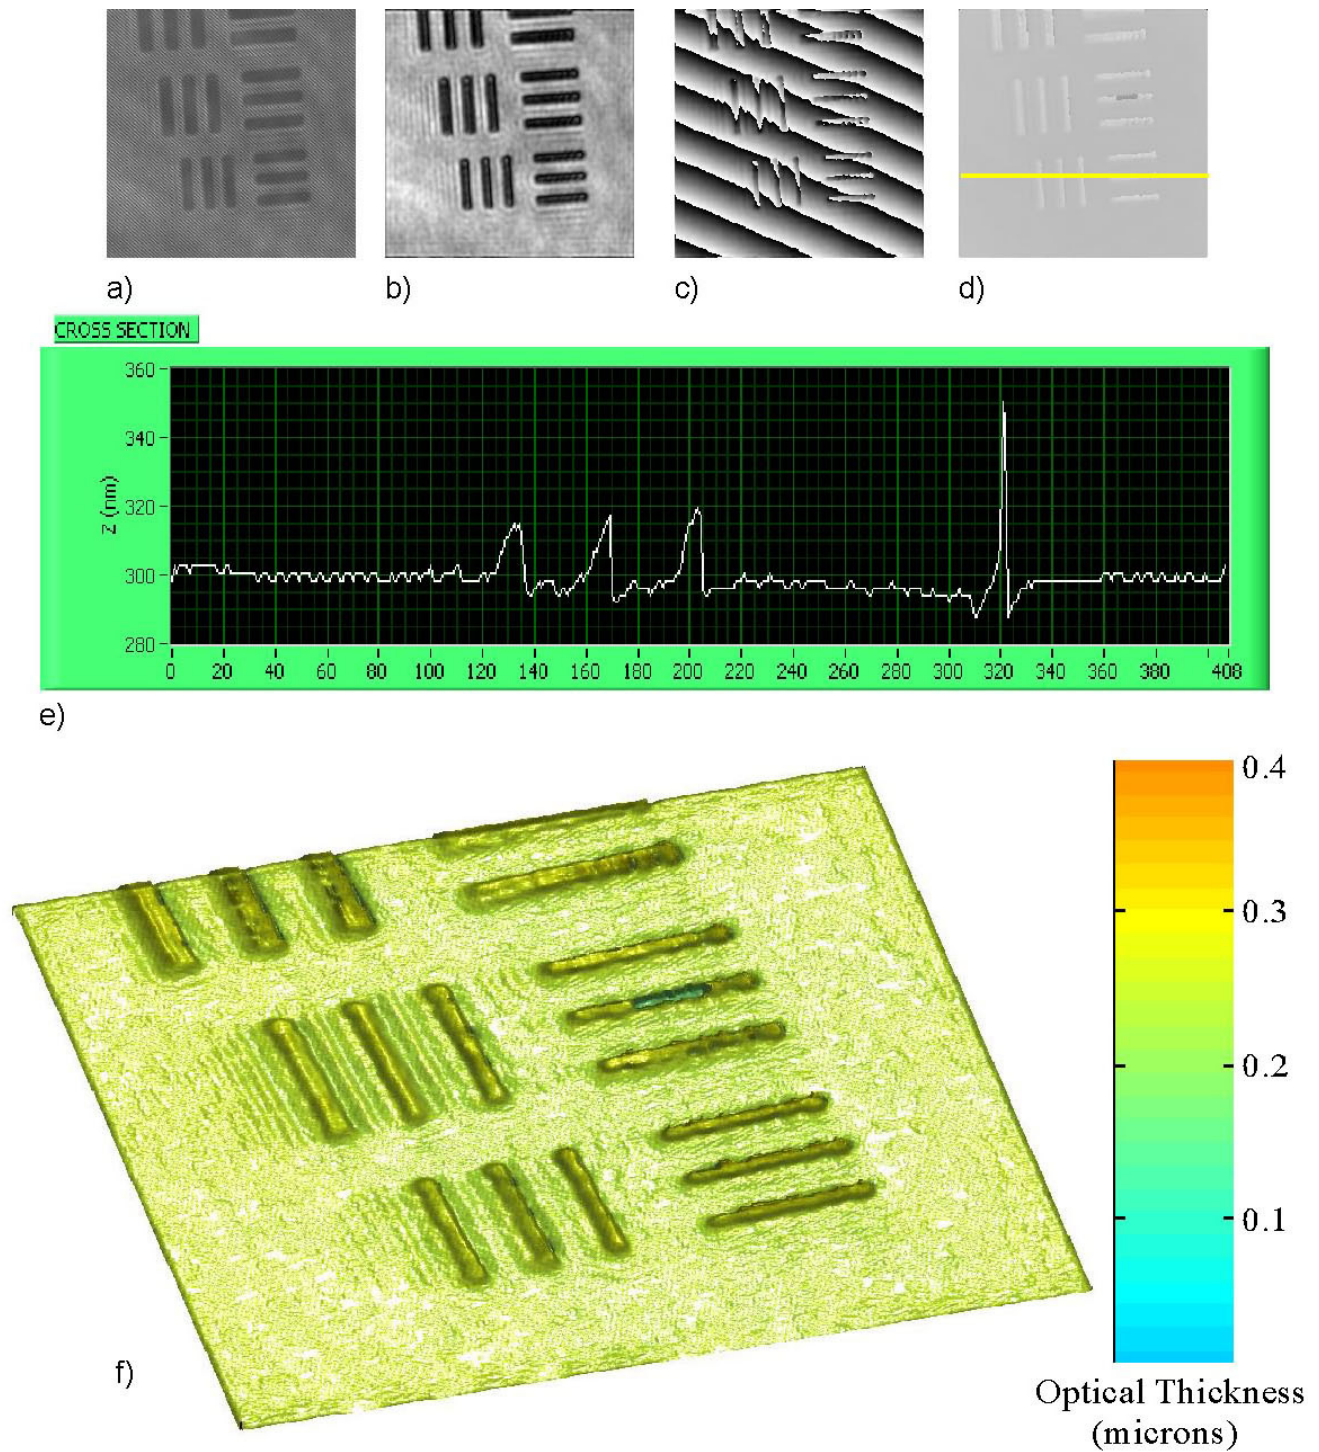 a)
b)
c)
d)
CROSS SECTION
360
340
320
300
280
z (nm)
0 20 40 60 80 100 120 140 160 180 200 220 240 260 280 300 320 340 360 380 408
e)
0.4
0.3
0.2
0.1
f)
Optical Thickness
(microns)